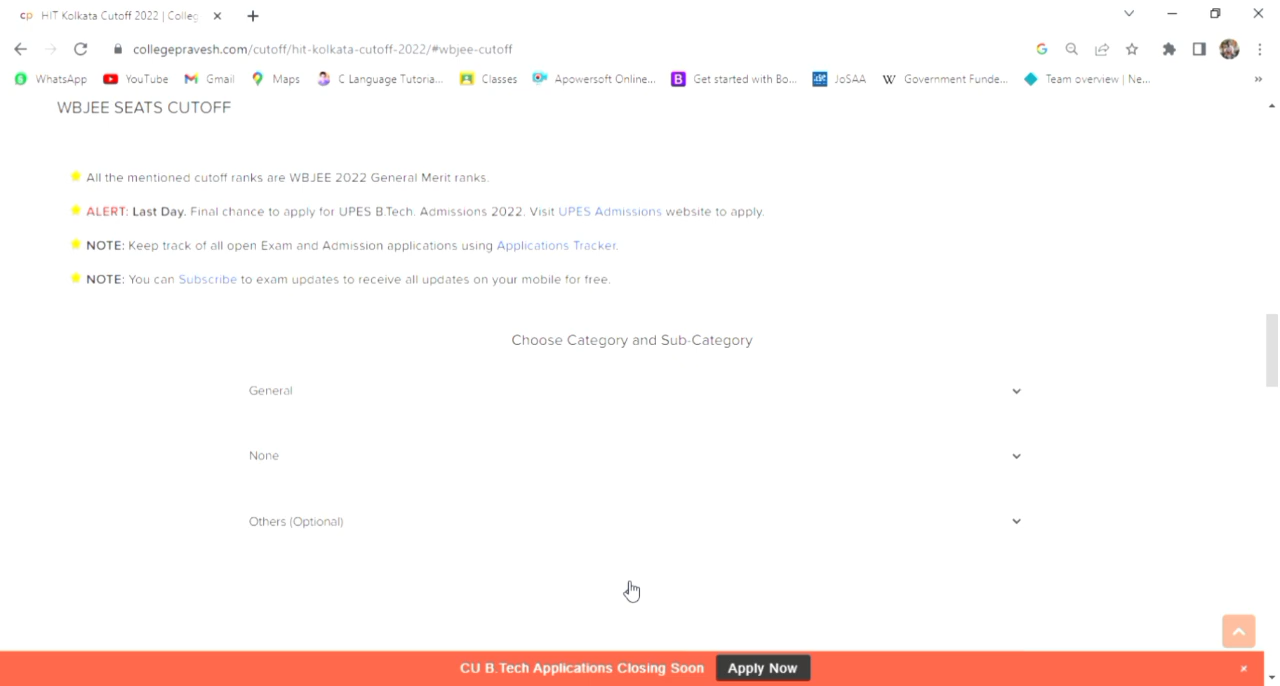 cp HIT Kolkata Cutoff 2022 | Colleg
collegepravesh.com/cutoff/hit-kolkata-cutoff-2022/#wbjee-cutoff
WhatsApp YouTube Gmail Maps C Language Tutoria... Classes Apowersoft Online... B Get started with Bo... JoSAA W Government Funde... Team overview | Ne... »
WBJEE SEATS CUTOFF
All the mentioned cutoff ranks are WBJEE 2022 General Merit ranks.
ALERT: Last Day. Final chance to apply for UPES B.Tech. Admissions 2022. Visit UPES Admissions website to apply.
NOTE: Keep track of all open Exam and Admission applications using Applications Tracker.
NOTE: You can Subscribe to exam updates to receive all updates on your mobile for free.
Choose Category and Sub-Category
General
None
Others (Optional)
CU B.Tech Applications Closing Soon Apply Now ×